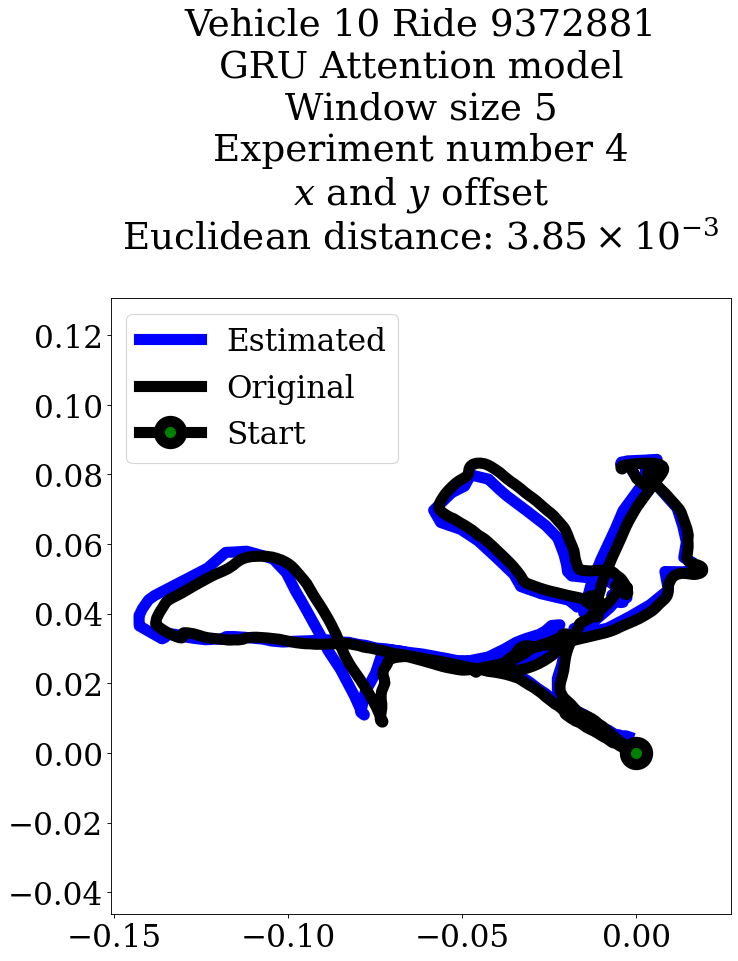 Vehicle 10 Ride 9372881
GRU Attention model
Window size 5
Experiment number 4
x and y offset
Euclidean distance: 3.85 × 10⁻³
Estimated
Original
Start
0.12
0.10
0.08
0.06
0.04
0.02
0.00
−0.02
−0.04
−0.15 −0.10 −0.05 0.00